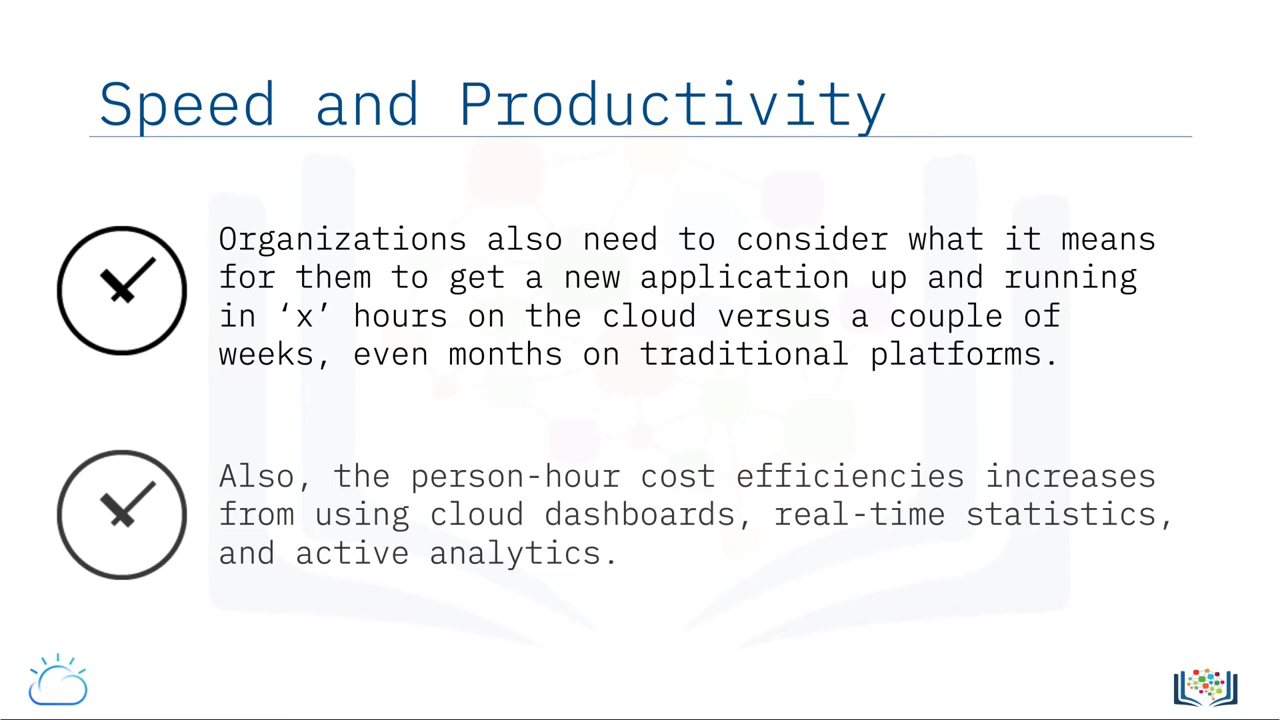 Speed and Productivity
Organizations also need to consider what it means
for them to get a new application up and running
in ‘x’ hours on the cloud versus a couple of
weeks, even months on traditional platforms.
Also, the person-hour cost efficiencies increases
from using cloud dashboards, real-time statistics,
and active analytics.